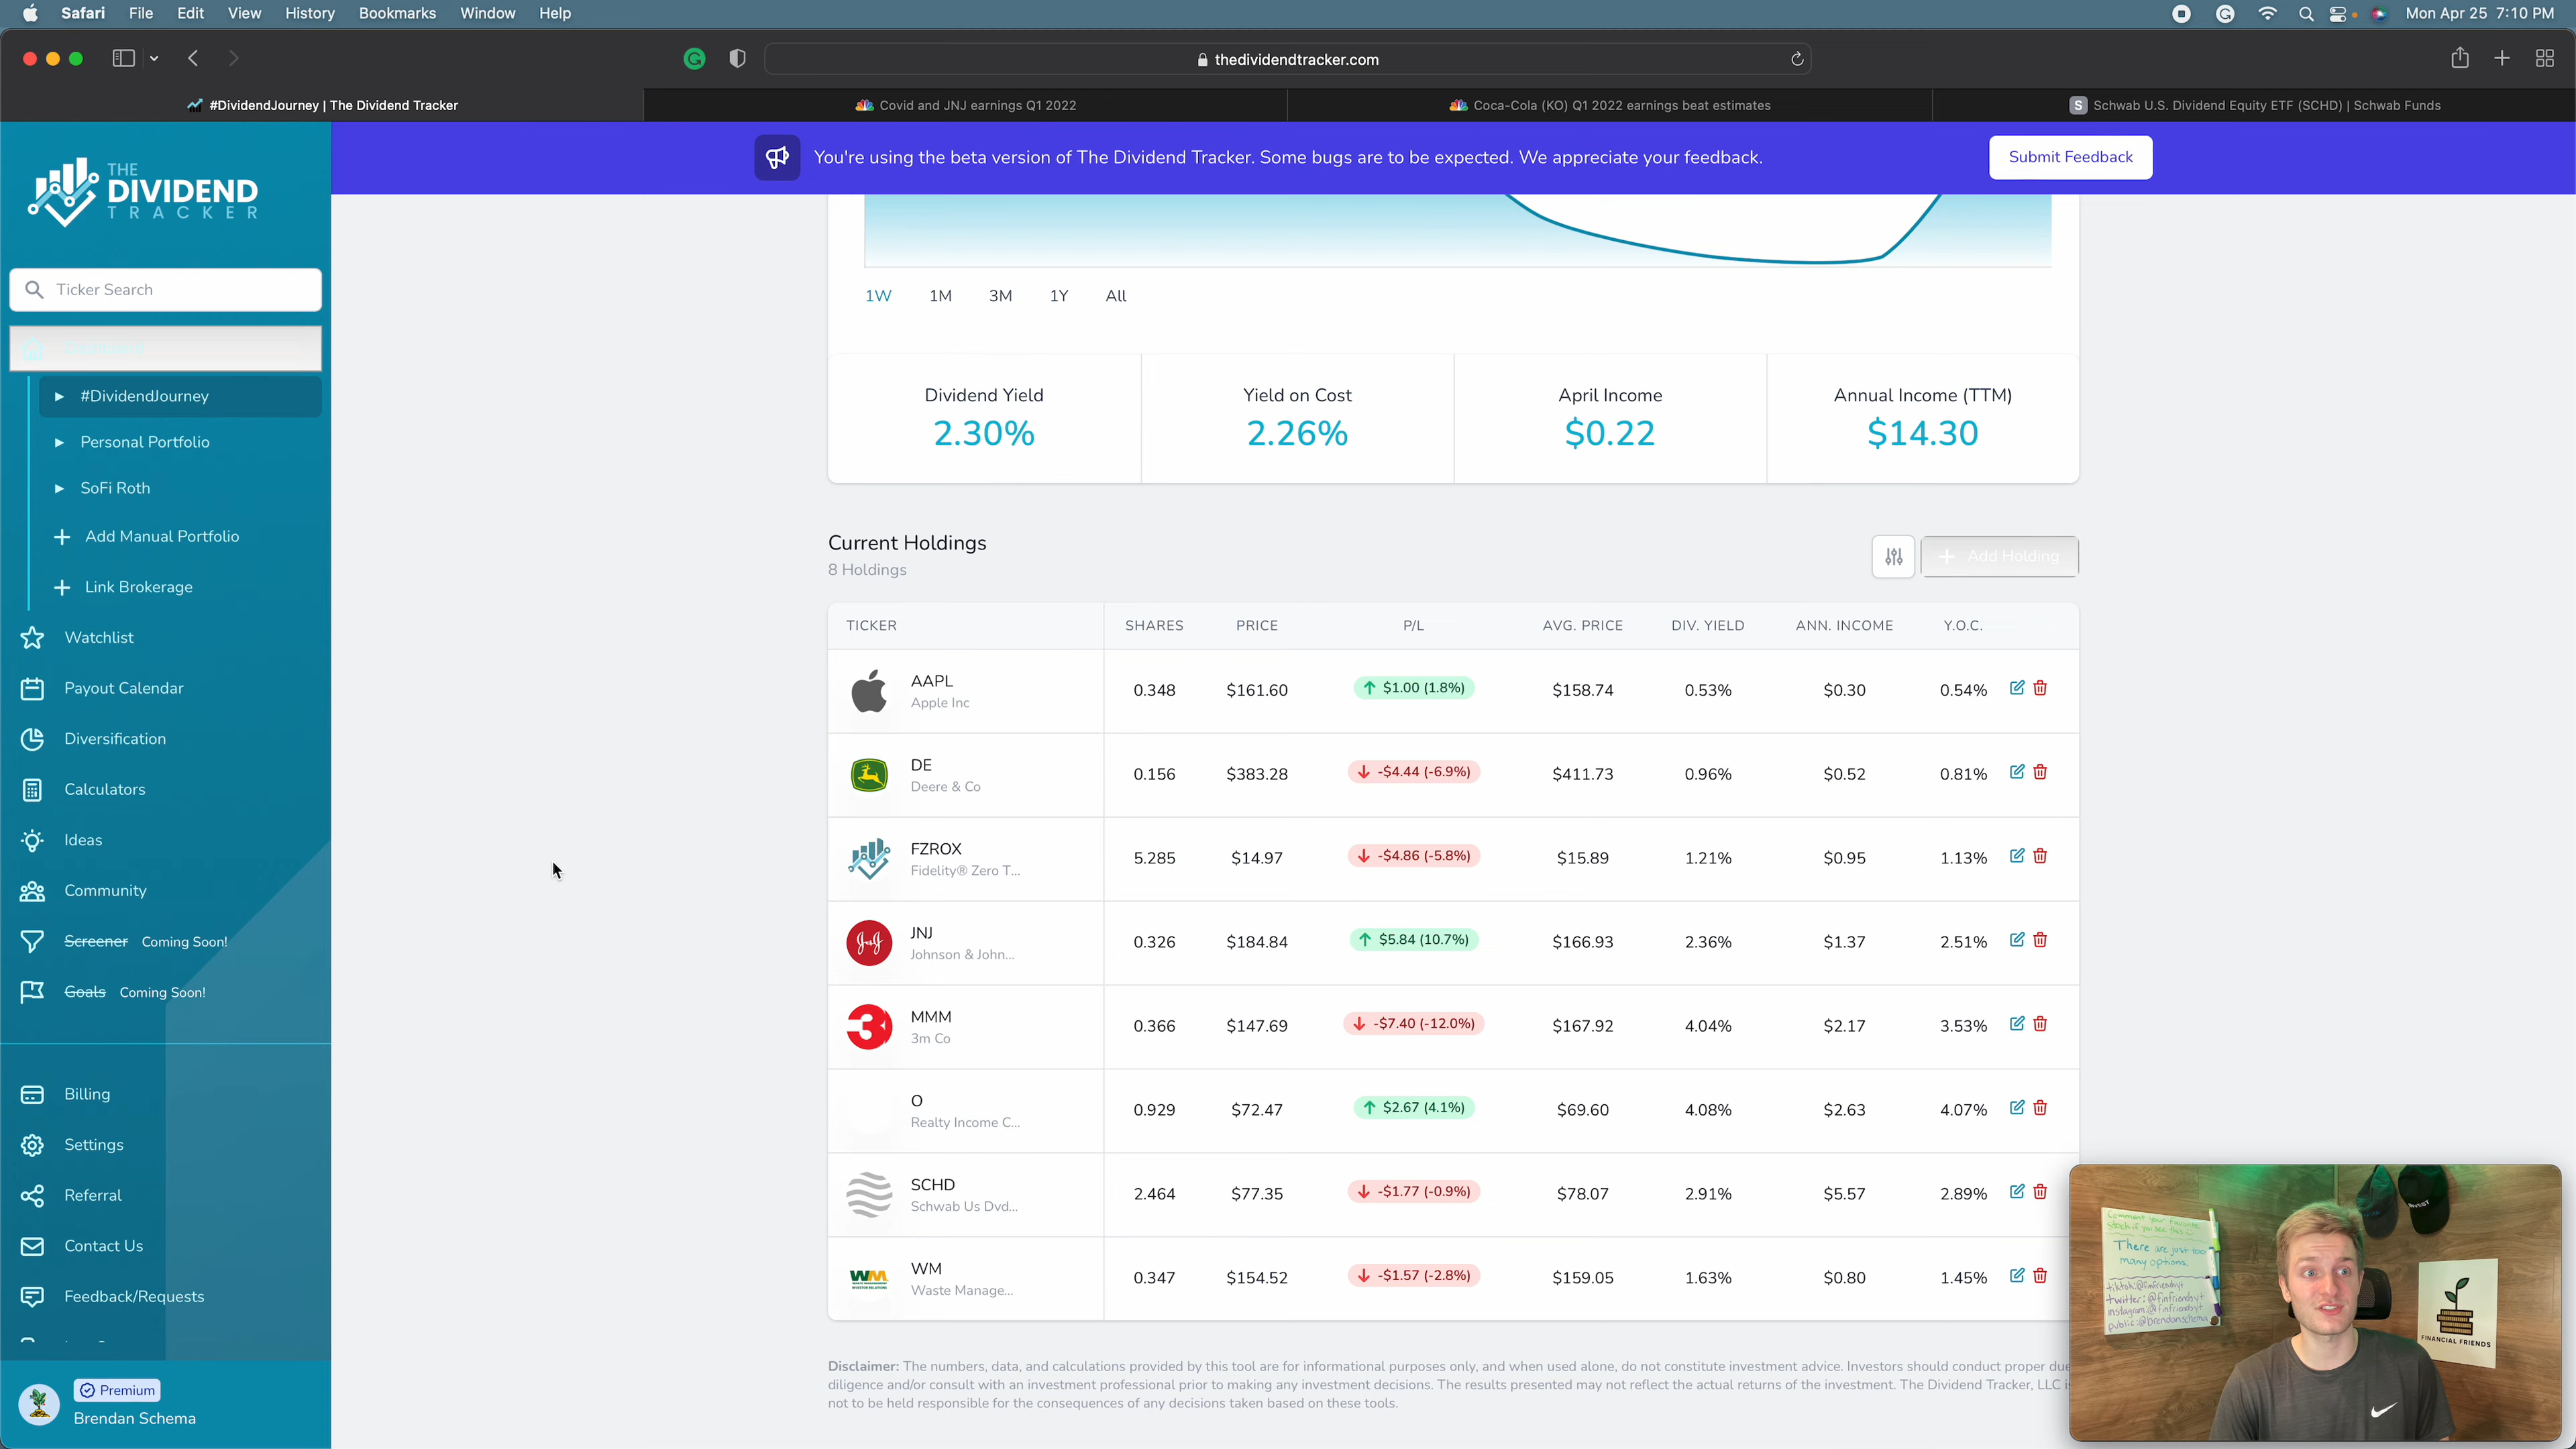 Safari File Edit View History Bookmarks Window Help
Mon Apr 25 7:10 PM
thedividendtracker.com
#DividendJourney | The Dividend Tracker
Covid and JNJ earnings Q1 2022
Coca-Cola (KO) Q1 2022 earnings beat estimates
S Schwab U.S. Dividend Equity ETF (SCHD) | Schwab Funds
THE
DIVIDEND
TRACKER
You're using the beta version of The Dividend Tracker. Some bugs are to be expected. We appreciate your feedback.
Submit Feedback
Ticker Search
#DividendJourney
Personal Portfolio
SoFi Roth
Add Manual Portfolio
Link Brokerage
Watchlist
Payout Calendar
Diversification
Calculators
Ideas
Community
Screener Coming Soon!
Goals Coming Soon!
Billing
Settings
Referral
Contact Us
Feedback/Requests
Premium
Brendan Schema
1W 1M 3M 1Y All
Dividend Yield
2.30%
Yield on Cost
2.26%
April Income
$0.22
Annual Income (TTM)
$14.30
Current Holdings
8 Holdings
+ Add Holding
TICKER SHARES PRICE P/L AVG. PRICE DIV. YIELD ANN. INCOME Y.O.C.
AAPL
Apple Inc
0.348 $161.60 $1.00 (1.8%) $158.74 0.53% $0.30 0.54%
DE
Deere & Co
0.156 $383.28 -$4.44 (-6.9%) $411.73 0.96% $0.52 0.81%
FZROX
Fidelity® Zero T...
5.285 $14.97 -$4.86 (-5.8%) $15.89 1.21% $0.95 1.13%
JNJ
Johnson & John...
0.326 $184.84 $5.84 (10.7%) $166.93 2.36% $1.37 2.51%
MMM
3m Co
0.366 $147.69 -$7.40 (-12.0%) $167.92 4.04% $2.17 3.53%
O
Realty Income C...
0.929 $72.47 $2.67 (4.1%) $69.60 4.08% $2.63 4.07%
SCHD
Schwab Us Dvd...
2.464 $77.35 -$1.77 (-0.9%) $78.07 2.91% $5.57 2.89%
WM
Waste Manage...
0.347 $154.52 -$1.57 (-2.8%) $159.05 1.63% $0.80 1.45%
Disclaimer: The numbers, data, and calculations provided by this tool are for informational purposes only, and when used alone, do not constitute investment advice. Investors should conduct proper due
diligence and/or consult with an investment professional prior to making any investment decisions. The results presented may not reflect the actual returns of the investment. The Dividend Tracker, LLC
not to be held responsible for the consequences of any decisions taken based on these tools.
Comment your favorite
stock if you see this
There are just too
many options.
tiktok:@finfriendsyt
twitter:@finfriendsyt
instagram:@finfriendsyt
public:@brendanschema
FINANCIAL FRIENDS